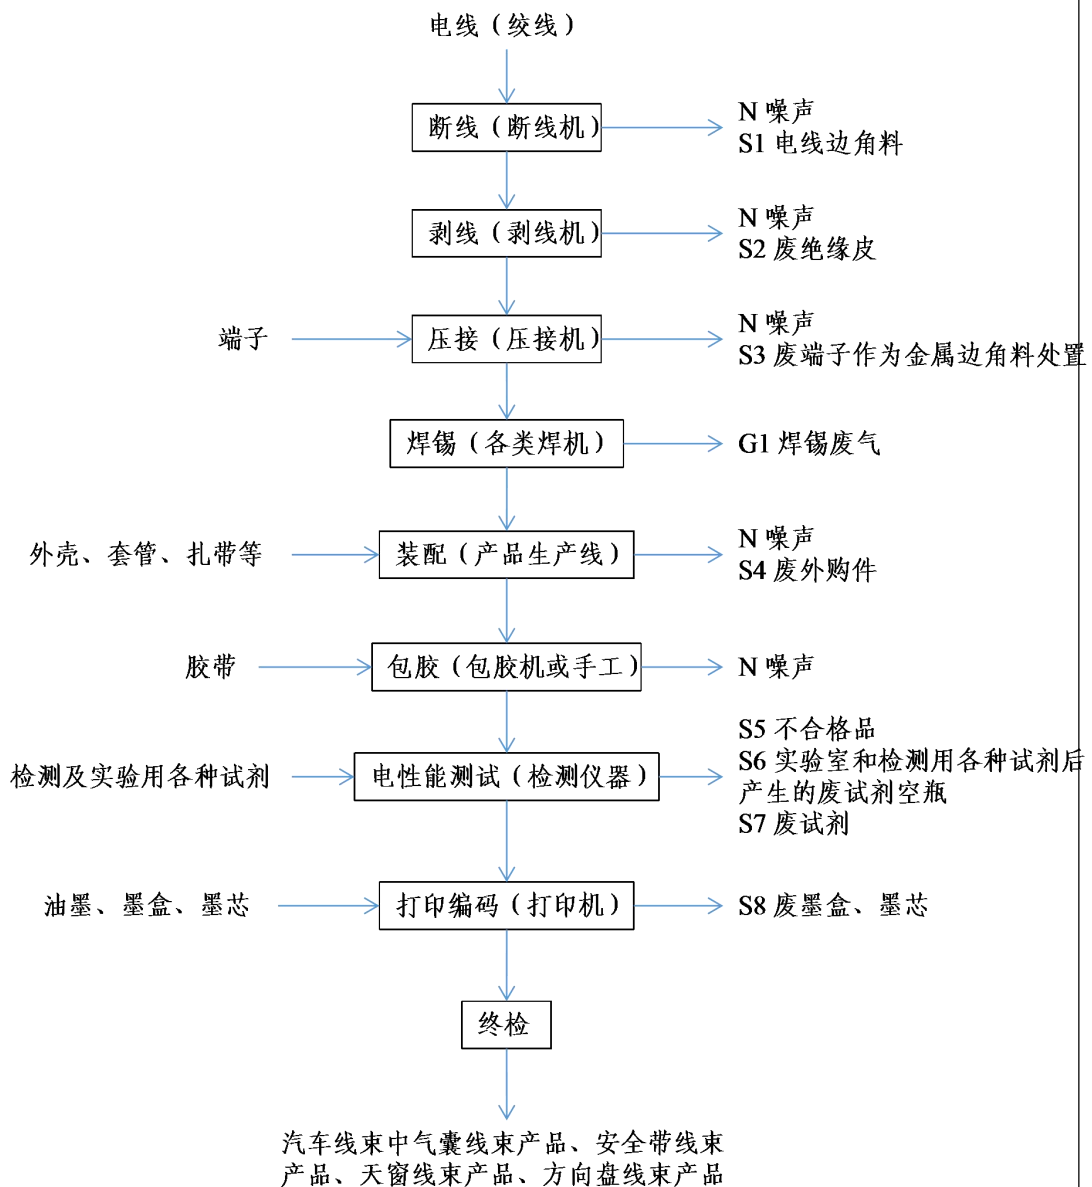 电线（绞线）
断线（断线机）
N 噪声
S1 电线边角料
剥线（剥线机）
N 噪声
S2 废绝缘皮
端子
压接（压接机）
N 噪声
S3 废端子作为金属边角料处置
焊锡（各类焊机）
G1 焊锡废气
外壳、套管、扎带等
装配（产品生产线）
N 噪声
S4 废外购件
胶带
包胶（包胶机或手工）
N 噪声
检测及实验用各种试剂
电性能测试（检测仪器）
S5 不合格品
S6 实验室和检测用各种试剂后
产生的废试剂空瓶
S7 废试剂
油墨、墨盒、墨芯
打印编码（打印机）
S8 废墨盒、墨芯
终检
汽车线束中气囊线束产品、安全带线束
产品、天窗线束产品、方向盘线束产品